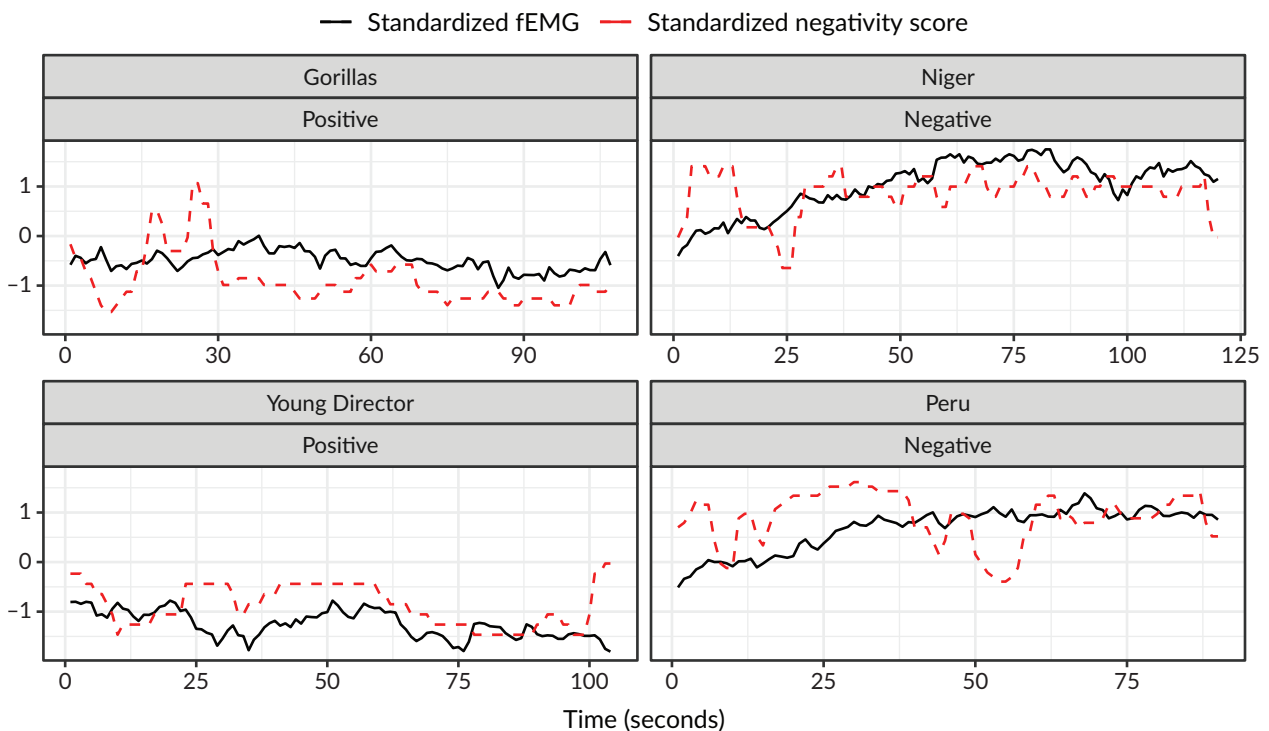 Standardized fEMG Standardized negativity score
Gorillas Niger
Positive Negative
1
0
−1
0 30 60 90 0 25 50 75 100 125
Young Director Peru
Positive Negative
1
0
−1
0 25 50 75 100 0 25 50 75
Time (seconds)